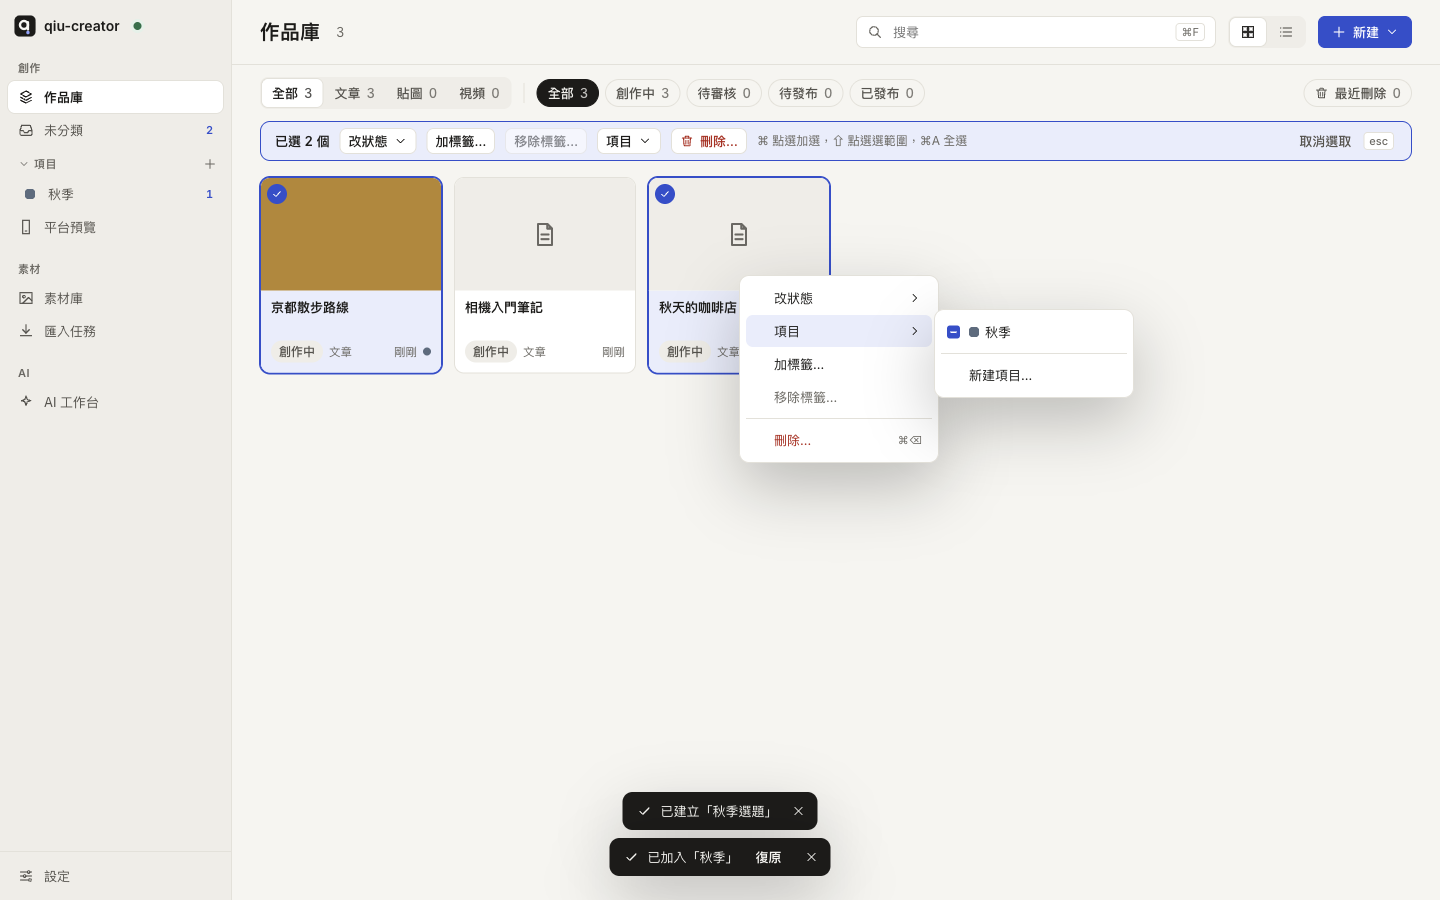 qiu-creator
創作
作品庫
未分類 2
項目
秋季 1
平台預覽
素材
素材庫
匯入任務
AI
AI 工作台
設定
作品庫 3
搜尋 ⌘F
新建
全部 3 文章 3 貼圖 0 視頻 0
全部 3 創作中 3 待審核 0 待發布 0 已發布 0
最近刪除 0
已選 2 個 改狀態 加標籤... 移除標籤... 項目 刪除... ⌘ 點選加選，⇧ 點選選範圍，⌘A 全選 取消選取 esc
京都散步路線
創作中 文章 剛剛
相機入門筆記
創作中 文章 剛剛
秋天的咖啡店
創作中 文章
改狀態
項目
加標籤...
移除標籤...
刪除... ⌘⌫
秋季
新建項目...
已建立「秋季選題」
已加入「秋季」 復原